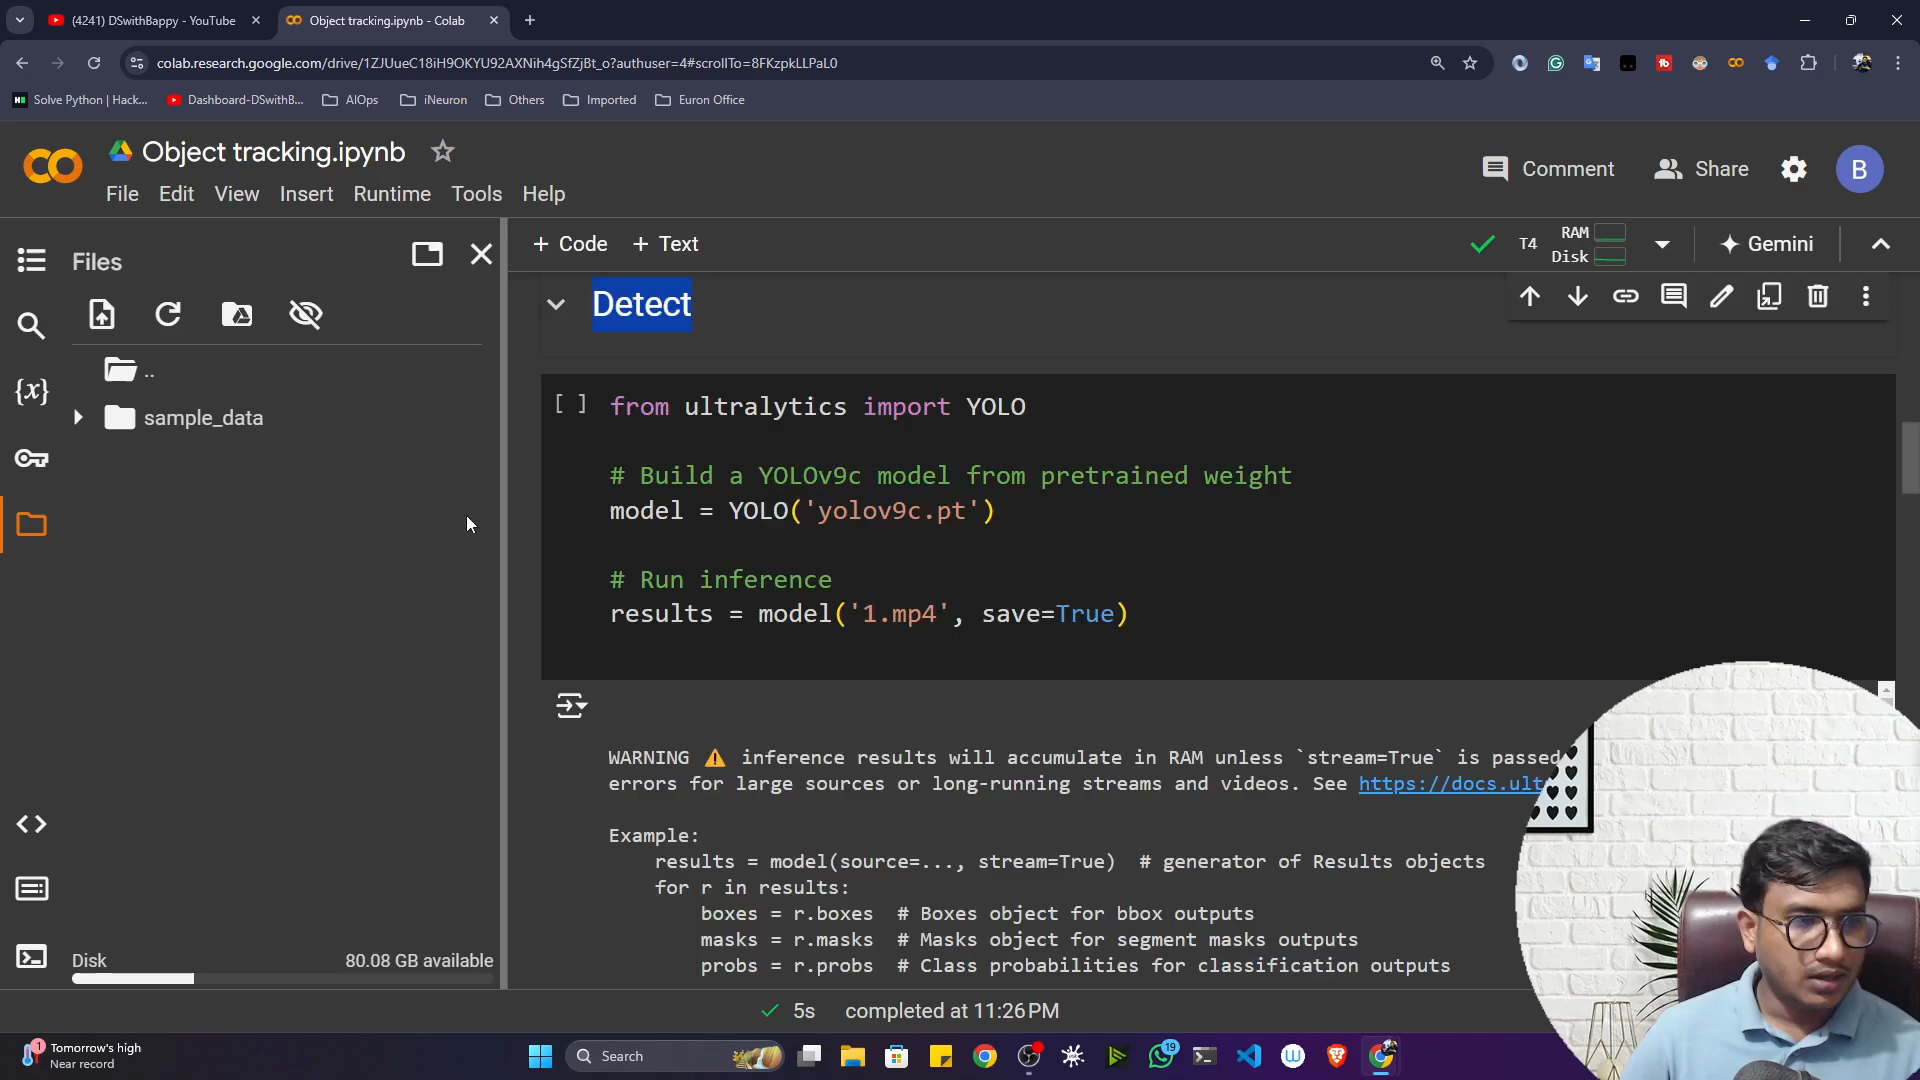 (4241) DSwithBappy - YouTube
Object tracking.ipynb - Colab
colab.research.google.com/drive/1ZJUueC18iH9OKYU92AXNih4gSfZjBt_o?authuser=4#scrollTo=8FKzpkLLPaL0
Solve Python | Hack...
Dashboard-DSwithB...
AIOps
iNeuron
Others
Imported
Euron Office
Object tracking.ipynb
Comment
Share
B
File Edit View Insert Runtime Tools Help
Files
+ Code + Text
T4
RAM
Disk
Gemini
..
sample_data
Detect
[ ] from ultralytics import YOLO
# Build a YOLOv9c model from pretrained weight
model = YOLO('yolov9c.pt')
# Run inference
results = model('1.mp4', save=True)
WARNING ⚠️ inference results will accumulate in RAM unless `stream=True` is passed
errors for large sources or long-running streams and videos. See https://docs.ult
Example:
results = model(source=..., stream=True) # generator of Results objects
for r in results:
boxes = r.boxes # Boxes object for bbox outputs
masks = r.masks # Masks object for segment masks outputs
probs = r.probs # Class probabilities for classification outputs
Disk 80.08 GB available
5s completed at 11:26 PM
1
Tomorrow's high
Near record
Search
19